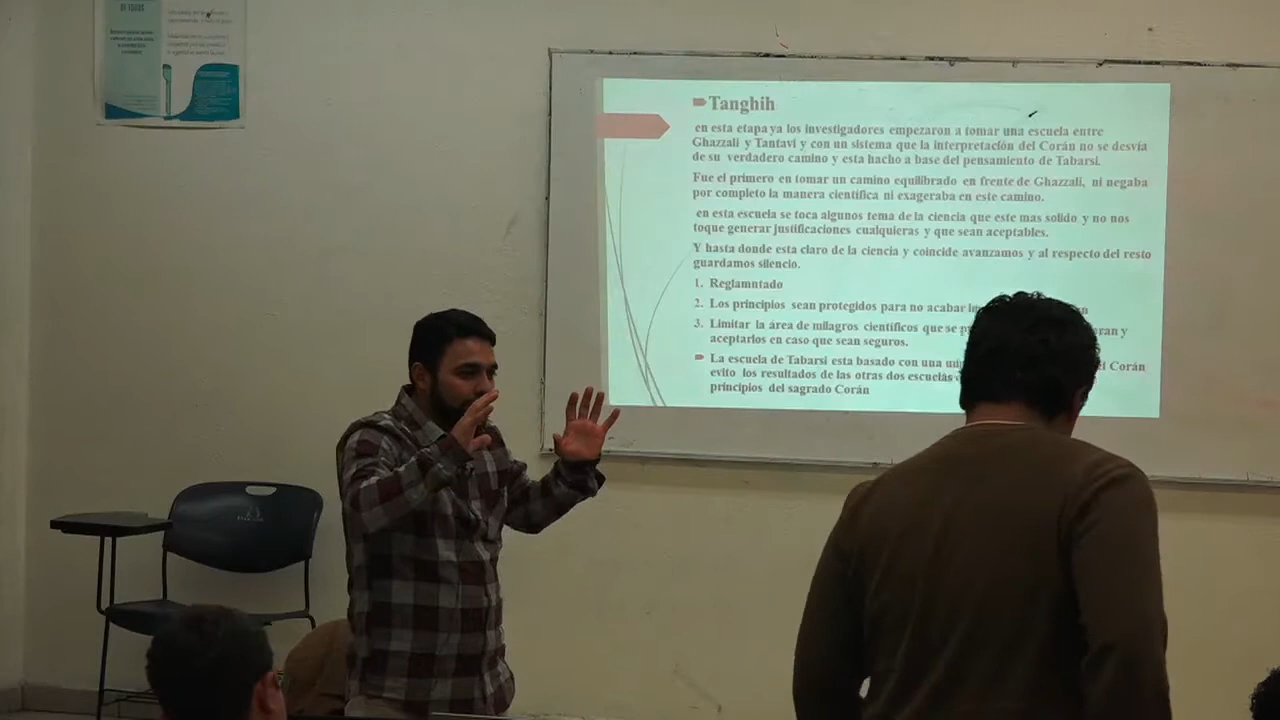 DE TODOS
Tanghih
en esta etapa ya los investigadores empezaron a tomar una escuela entre
Ghazzali y Tantavi y con un sistema que la interpretación del Corán no se desvía
de su verdadero camino y esta hacho a base del pensamiento de Tabarsi.
Fue el primero en tomar un camino equilibrado en frente de Ghazzali, ni negaba
por completo la manera científica ni exageraba en este camino.
en esta escuela se toca algunos tema de la ciencia que este mas solido y no nos
toque generar justificaciones cualquieras y que sean aceptables.
Y hasta donde esta claro de la ciencia y coincide avanzamos y al respecto del resto
guardamos silencio.
1. Reglamntado
2. Los principios sean protegidos para no acabar
3. Limitar la área de milagros científicos que se
aceptarlos en caso que sean seguros.
La escuela de Tabarsi esta basado con una Corán
evito los resultados de las otras dos escuelas
principios del sagrado Corán